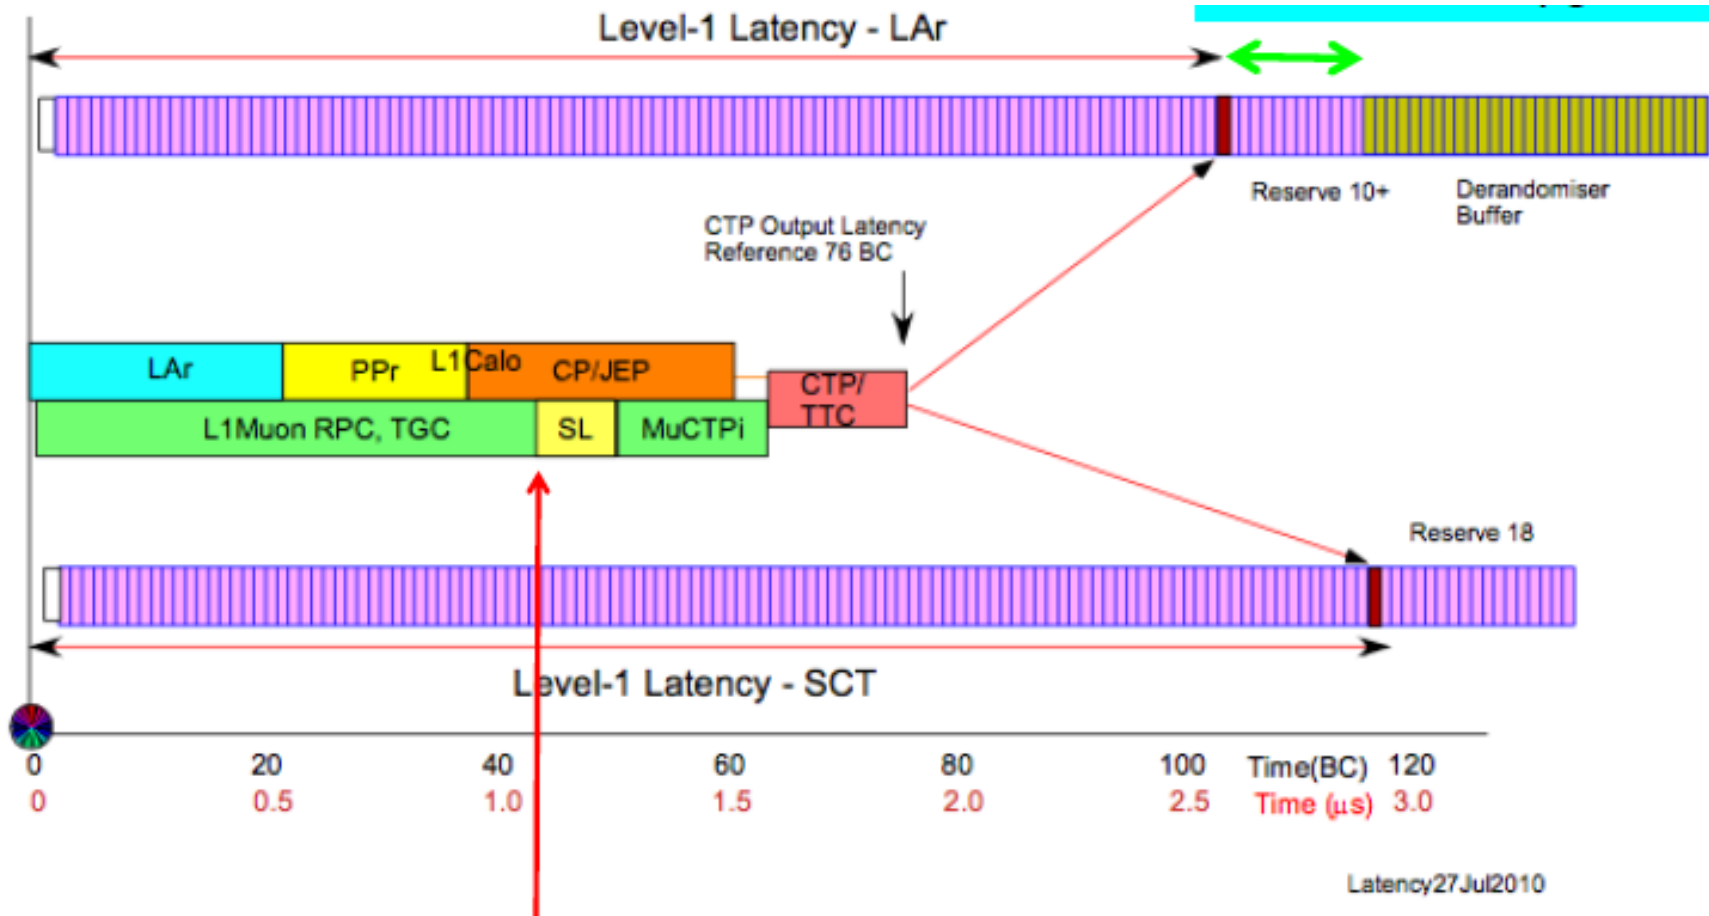 Level-1 Latency - LAr
Reserve 10+
Derandomiser
Buffer
CTP Output Latency
Reference 76 BC
LAr
PPr
L1Calo
CP/JEP
CTP/
TTC
L1Muon RPC, TGC
SL
MuCTPi
Reserve 18
Level-1 Latency - SCT
0 20 40 60 80 100 Time(BC) 120
0 0.5 1.0 1.5 2.0 2.5 Time (μs) 3.0
Latency27Jul2010